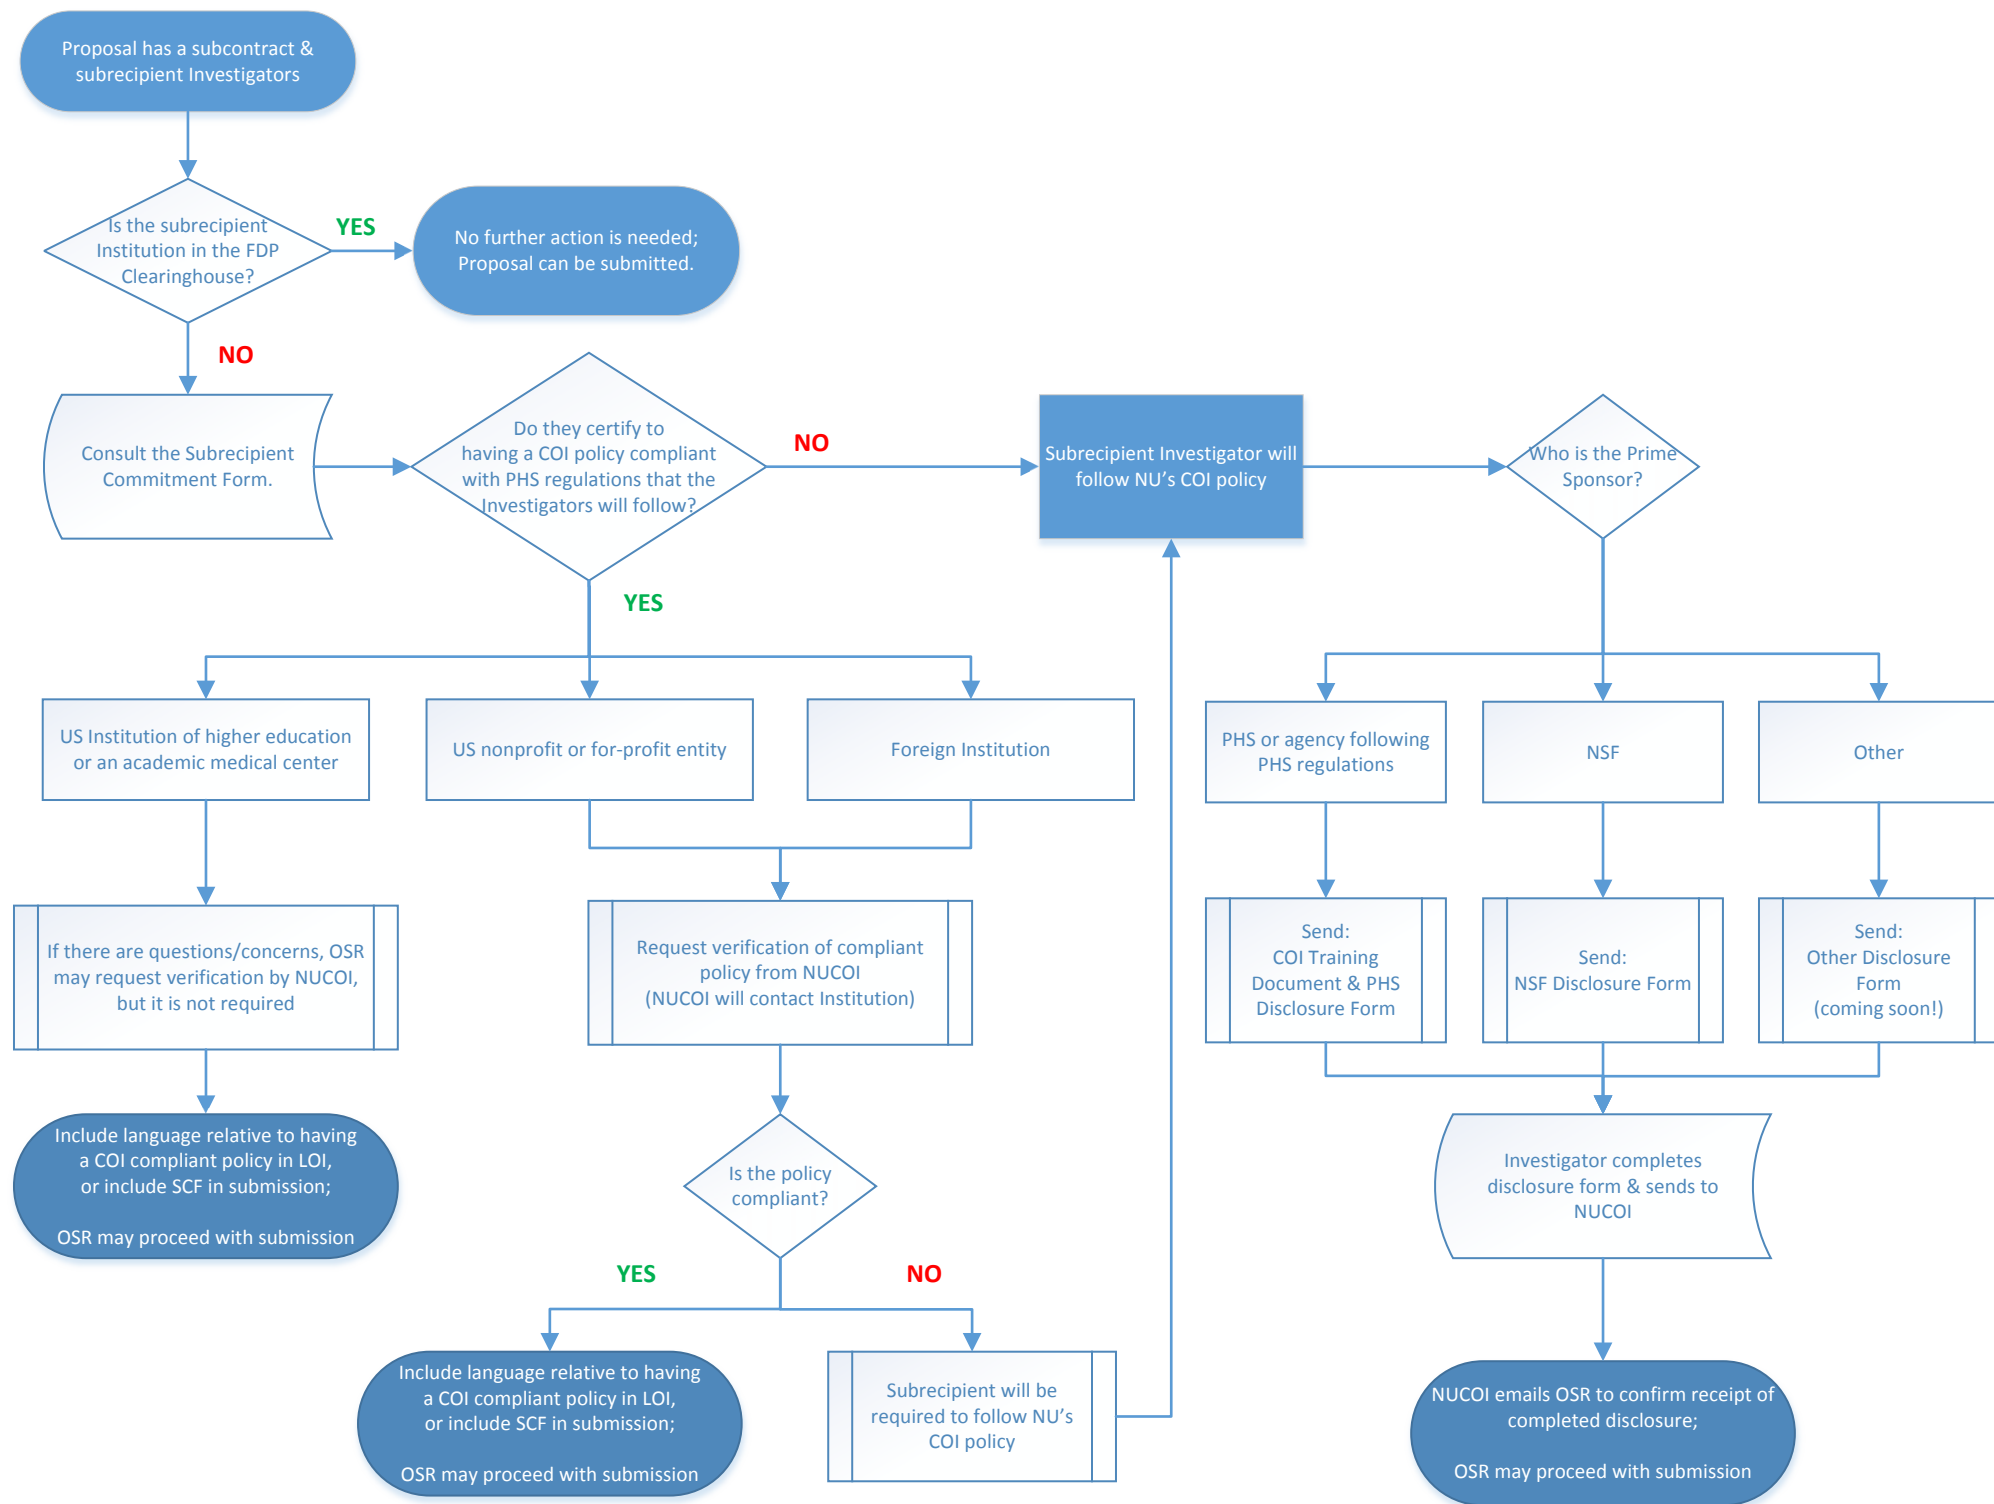 Proposal has a subcontract &
subrecipient Investigators
Is the subrecipient
Institution in the FDP
Clearinghouse?
YES
No further action is needed;
Proposal can be submitted.
NO
Consult the Subrecipient
Commitment Form.
Do they certify to
having a COI policy compliant
with PHS regulations that the
Investigators will follow?
NO
Subrecipient Investigator will
follow NU's COI policy
Who is the Prime
Sponsor?
YES
US Institution of higher education
or an academic medical center
US nonprofit or for-profit entity
Foreign Institution
PHS or agency following
PHS regulations
NSF
Other
If there are questions/concerns, OSR
may request verification by NUCOI,
but it is not required
Request verification of compliant
policy from NUCOI
(NUCOI will contact Institution)
Send:
COI Training
Document & PHS
Disclosure Form
Send:
NSF Disclosure Form
Send:
Other Disclosure
Form
(coming soon!)
Include language relative to having
a COI compliant policy in LOI,
or include SCF in submission;
OSR may proceed with submission
Is the policy
compliant?
Investigator completes
disclosure form & sends to
NUCOI
YES
NO
Include language relative to having
a COI compliant policy in LOI,
or include SCF in submission;
OSR may proceed with submission
Subrecipient will be
required to follow NU's
COI policy
NUCOI emails OSR to confirm receipt of
completed disclosure;
OSR may proceed with submission